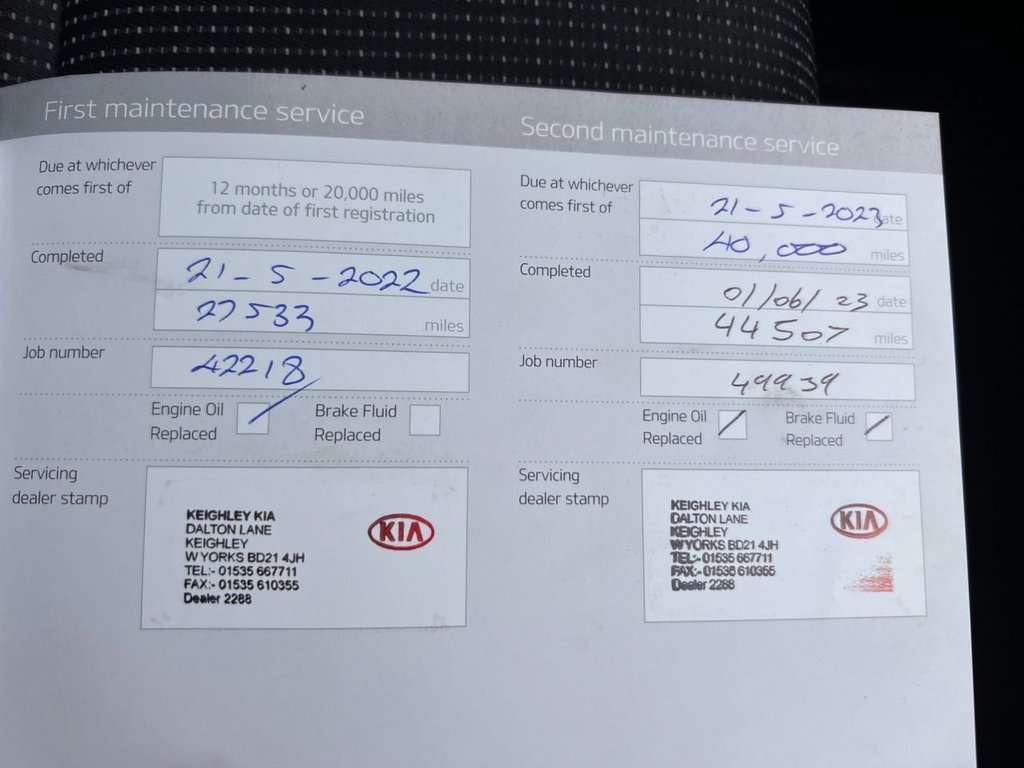 First maintenance service
Due at whichever
comes first of
12 months or 20,000 miles
from date of first registration
Completed
21-5-2022 date
27533 miles
Job number
42218
Engine Oil
Replaced
Brake Fluid
Replaced
Servicing
dealer stamp
KEIGHLEY KIA
DALTON LANE
KEIGHLEY
W YORKS BD21 4JH
TEL:- 01535 667711
FAX:- 01535 610355
Dealer 2288
KIA
Second maintenance service
Due at whichever
comes first of
21-5-2023 date
40,000 miles
Completed
01/06/23 date
44507 miles
Job number
49939
Engine Oil
Replaced
Brake Fluid
Replaced
Servicing
dealer stamp
KEIGHLEY KIA
DALTON LANE
KEIGHLEY
W YORKS BD21 4JH
TEL:- 01535 667711
FAX:- 01535 610355
Dealer 2288
KIA